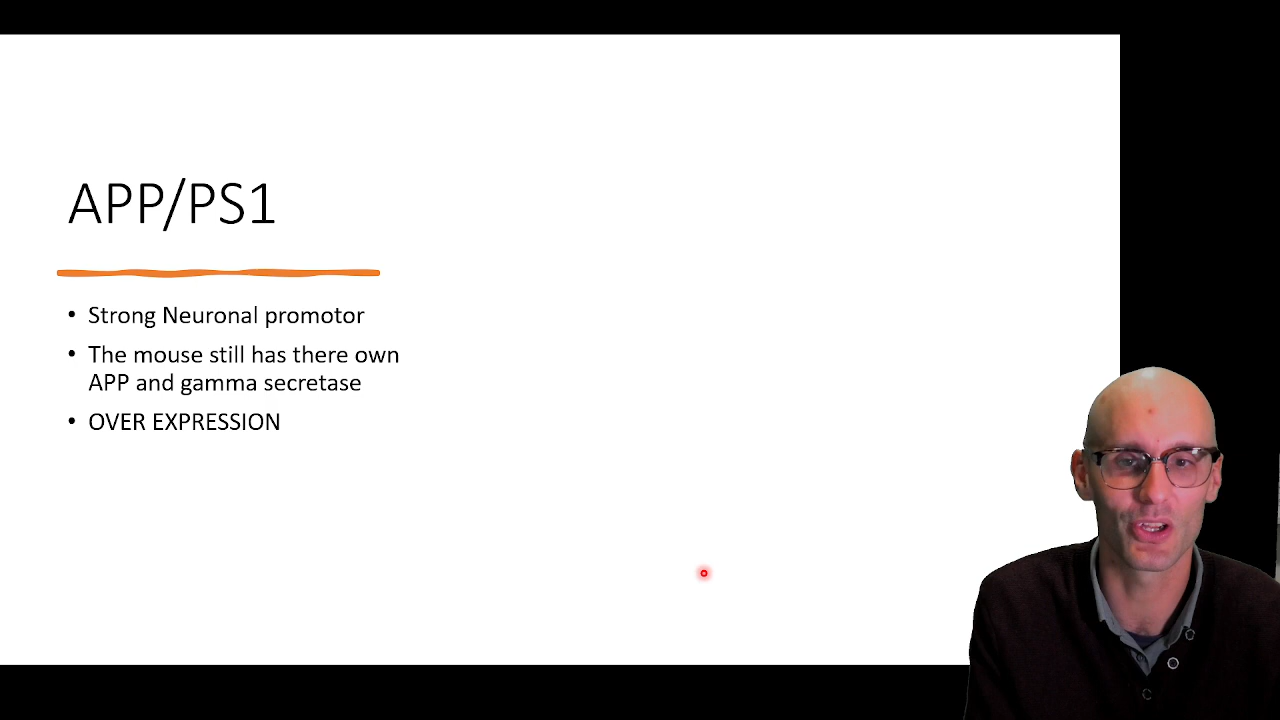 APP/PS1
• Strong Neuronal promotor
• The mouse still has there own
APP and gamma secretase
• OVER EXPRESSION